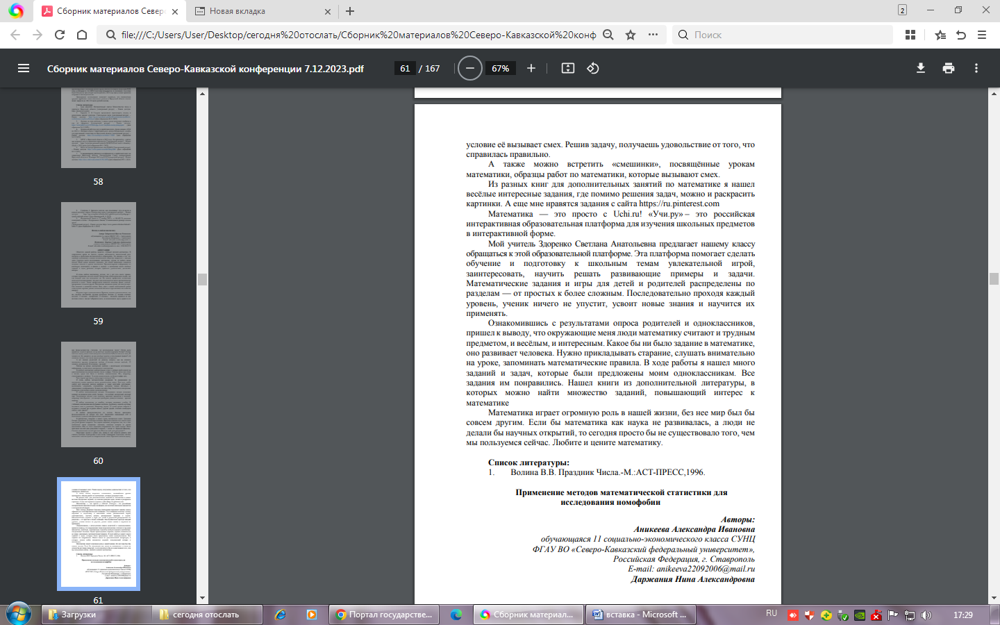 Сборник материалов Север
Новая вкладка
2
file:///C:/Users/User/Desktop/сегодня%20отослать/Сборник%20материалов%20Северо-Кавказской%20конф
Поиск
Сборник материалов Северо-Кавказской конференции 7.12.2023.pdf
61 / 167
67%
58
59
60
61
условие её вызывает смех. Решив задачу, получаешь удовольствие от того, что
справилась правильно.
А также можно встретить «смешинки», посвящённые урокам
математики, образцы работ по математики, которые вызывают смех.
Из разных книг для дополнительных занятий по математике я нашел
весёлые интересные задания, где помимо решения задач, можно и раскрасить
картинки. А еще мне нравятся задания с сайта https://ru.pinterest.com
Математика — это просто с Uchi.ru! «Учи.ру» – это российская
интерактивная образовательная платформа для изучения школьных предметов
в интерактивной форме.
Мой учитель Здоренко Светлана Анатольевна предлагает нашему классу
обращаться к этой образовательной платформе. Эта платформа помогает сделать
обучение и подготовку к школьным темам увлекательной игрой,
заинтересовать, научить решать развивающие примеры и задачи.
Математические задания и игры для детей и родителей распределены по
разделам — от простых к более сложным. Последовательно проходя каждый
уровень, ученик ничего не упустит, усвоит новые знания и научится их
применять.
Ознакомившись с результатами опроса родителей и одноклассников,
пришел к выводу, что окружающие меня люди математику считают и трудным
предметом, и весёлым, и интересным. Какое бы ни было задание в математике,
оно развивает человека. Нужно прикладывать старание, слушать внимательно
на уроке, запоминать математические правила. В ходе работы я нашел много
заданий и задач, которые были предложены моим одноклассникам. Все
задания им понравились. Нашел книги из дополнительной литературы, в
которых можно найти множество заданий, повышающий интерес к
математике
Математика играет огромную роль в нашей жизни, без нее мир был бы
совсем другим. Если бы математика как наука не развивалась, а люди не
делали бы научных открытий, то сегодня просто бы не существовало того, чем
мы пользуемся сейчас. Любите и цените математику.
Список литературы:
1. Волина В.В. Праздник Числа.-М.:АСТ-ПРЕСС,1996.
Применение методов математической статистики для
исследования номофобии
Авторы:
Аникеева Александра Ивановна
обучающаяся 11 социально-экономического класса СУНЦ
ФГАУ ВО «Северо-Кавказский федеральный университет»,
Российская Федерация, г. Ставрополь
E-mail: anikeeva22092006@mail.ru
Даржания Нина Александровна
Загрузки
сегодня отослать
Портал государстве...
Сборник материал...
вставка - Microsoft ...
RU
17:29